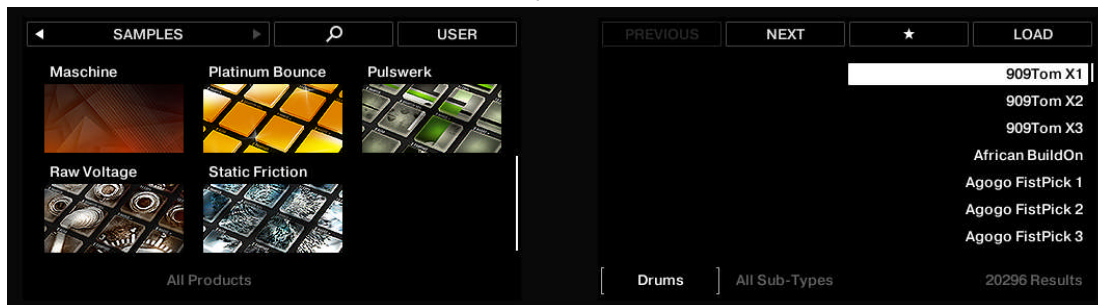 SAMPLES USER PREVIOUS NEXT ★ LOAD
Maschine Platinum Bounce Pulswerk
Raw Voltage Static Friction
All Products
909Tom X1
909Tom X2
909Tom X3
African BuildOn
Agogo FistPick 1
Agogo FistPick 2
Agogo FistPick 3
Drums All Sub-Types 20296 Results